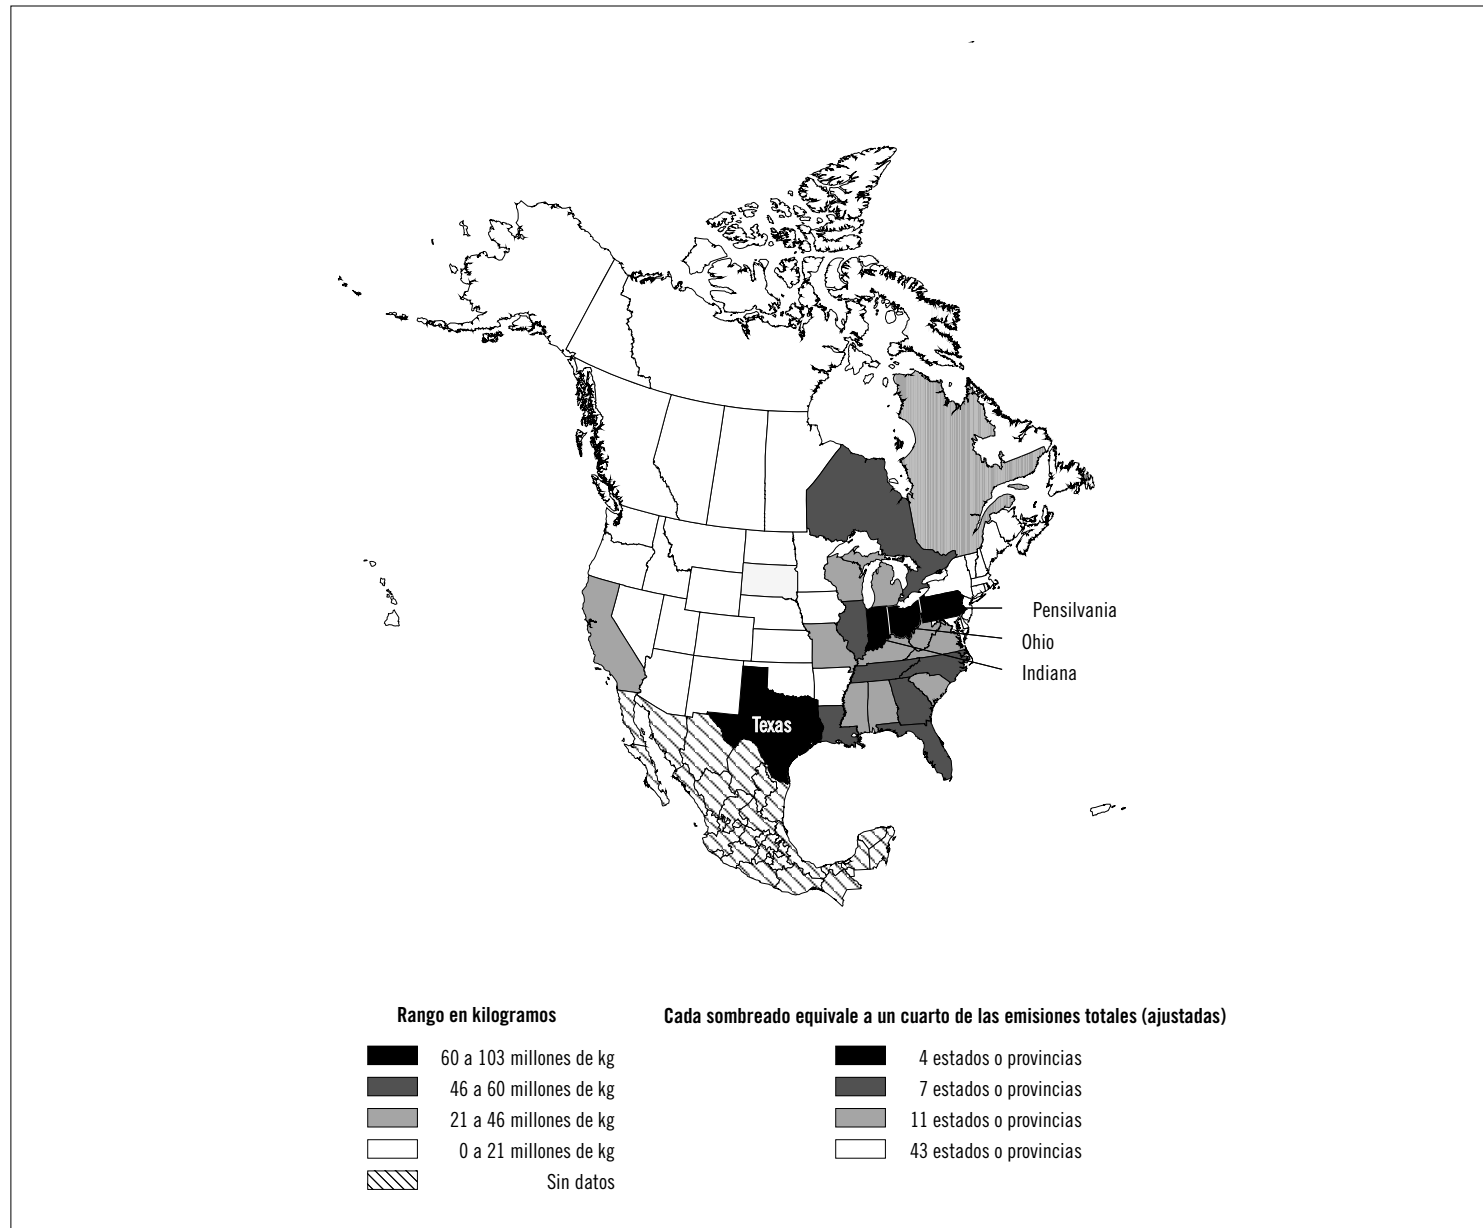 Pensilvania
Ohio
Indiana
Texas
Rango en kilogramos
60 a 103 millones de kg
46 a 60 millones de kg
21 a 46 millones de kg
0 a 21 millones de kg
Sin datos
Cada sombreado equivale a un cuarto de las emisiones totales (ajustadas)
4 estados o provincias
7 estados o provincias
11 estados o provincias
43 estados o provincias